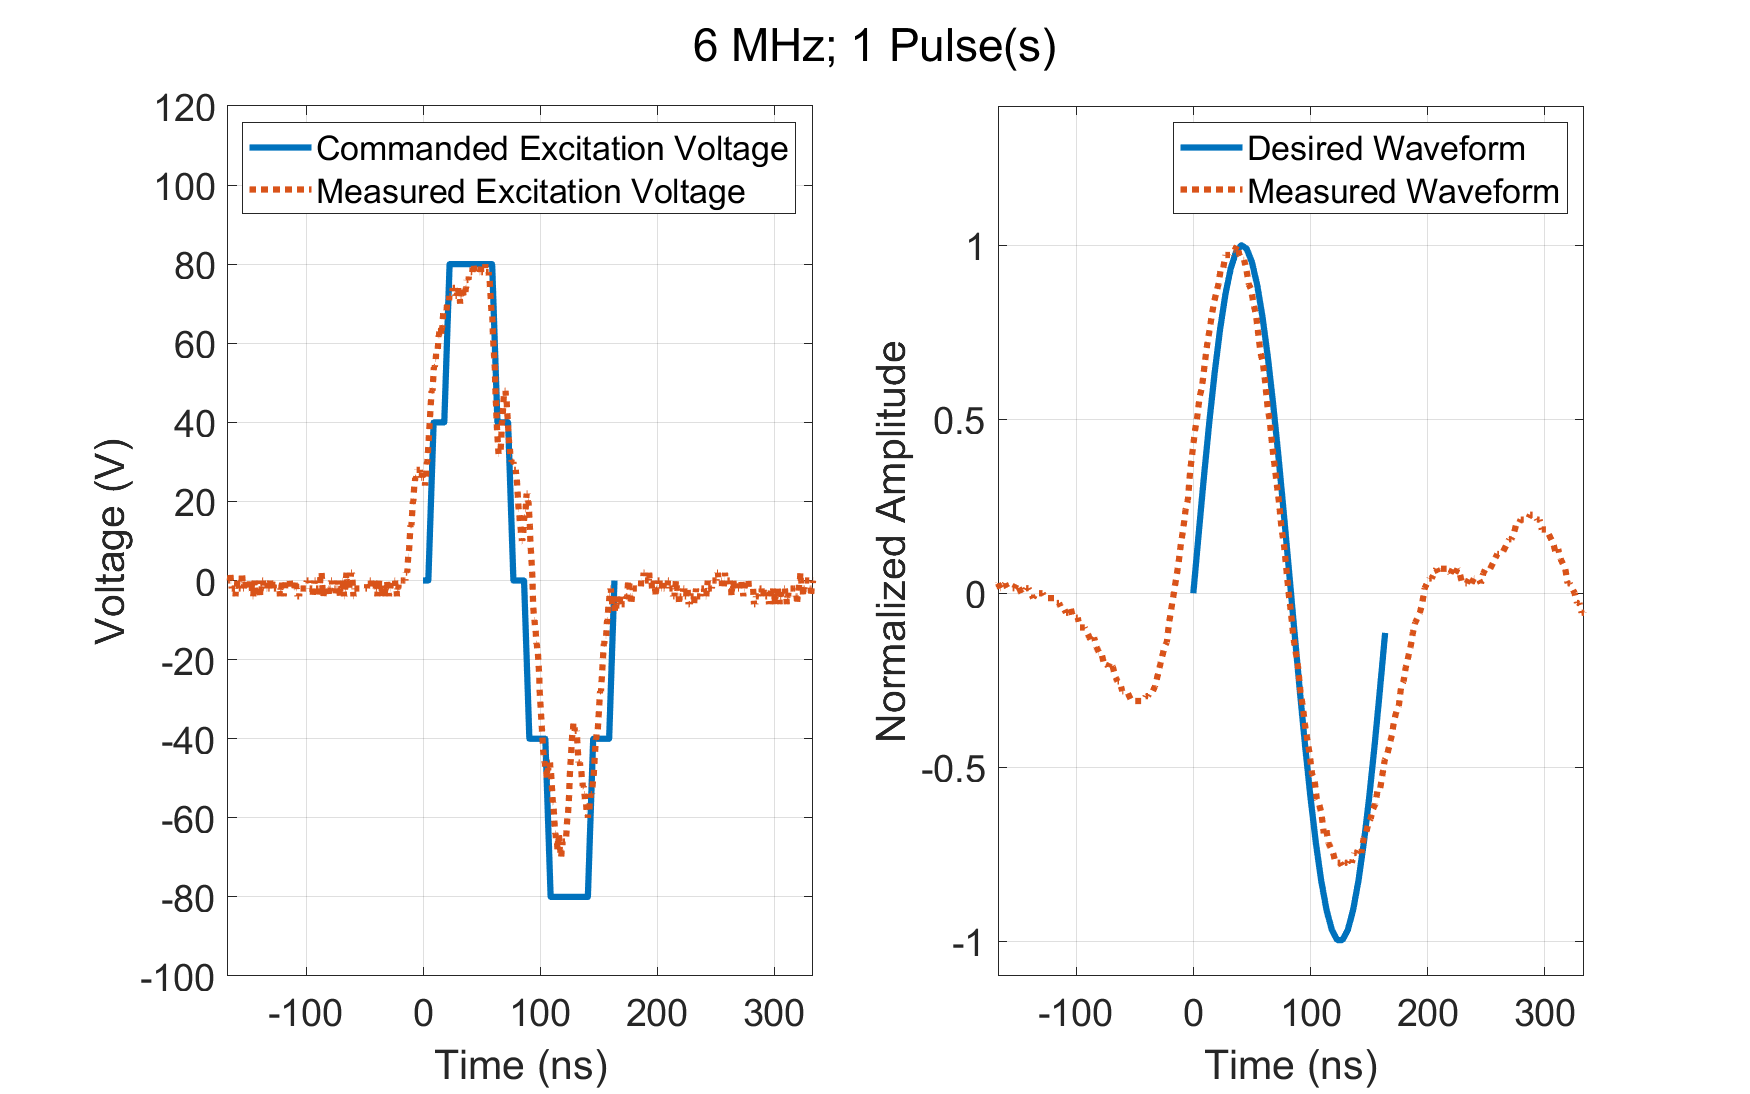 6 MHz; 1 Pulse(s)
Commanded Excitation Voltage
Measured Excitation Voltage
120
100
80
60
40
20
0
-20
-40
-60
-80
-100
Voltage (V)
-100 0 100 200 300
Time (ns)
Desired Waveform
Measured Waveform
1
0.5
0
-0.5
-1
Normalized Amplitude
-100 0 100 200 300
Time (ns)